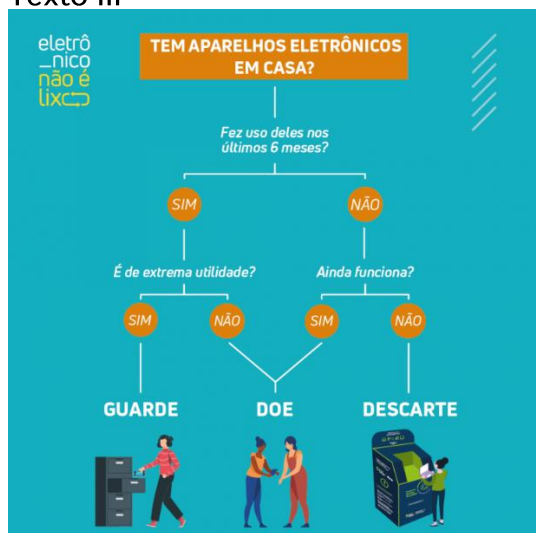 Texto III
eletrô
_nico
não é
lixo
TEM APARELHOS ELETRÔNICOS
EM CASA?
Fez uso deles nos
últimos 6 meses?
SIM
NÃO
É de extrema utilidade?
Ainda funciona?
SIM
NÃO
SIM
NÃO
GUARDE
DOE
DESCARTE